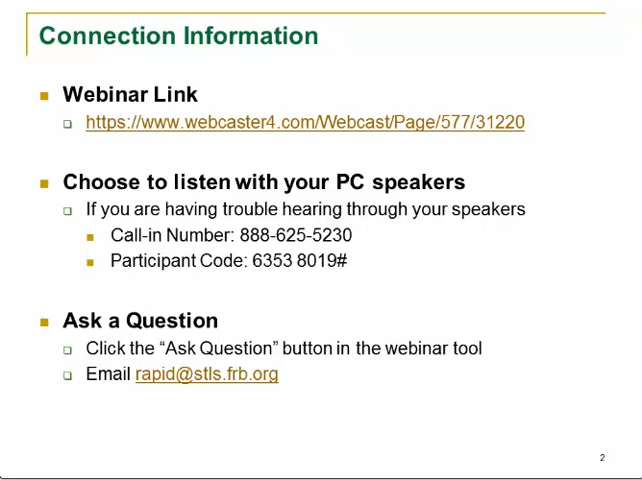 Connection Information
Webinar Link
https://www.webcaster4.com/Webcast/Page/577/31220
Choose to listen with your PC speakers
If you are having trouble hearing through your speakers
Call-in Number: 888-625-5230
Participant Code: 6353 8019#
Ask a Question
Click the “Ask Question” button in the webinar tool
Email rapid@stls.frb.org
2